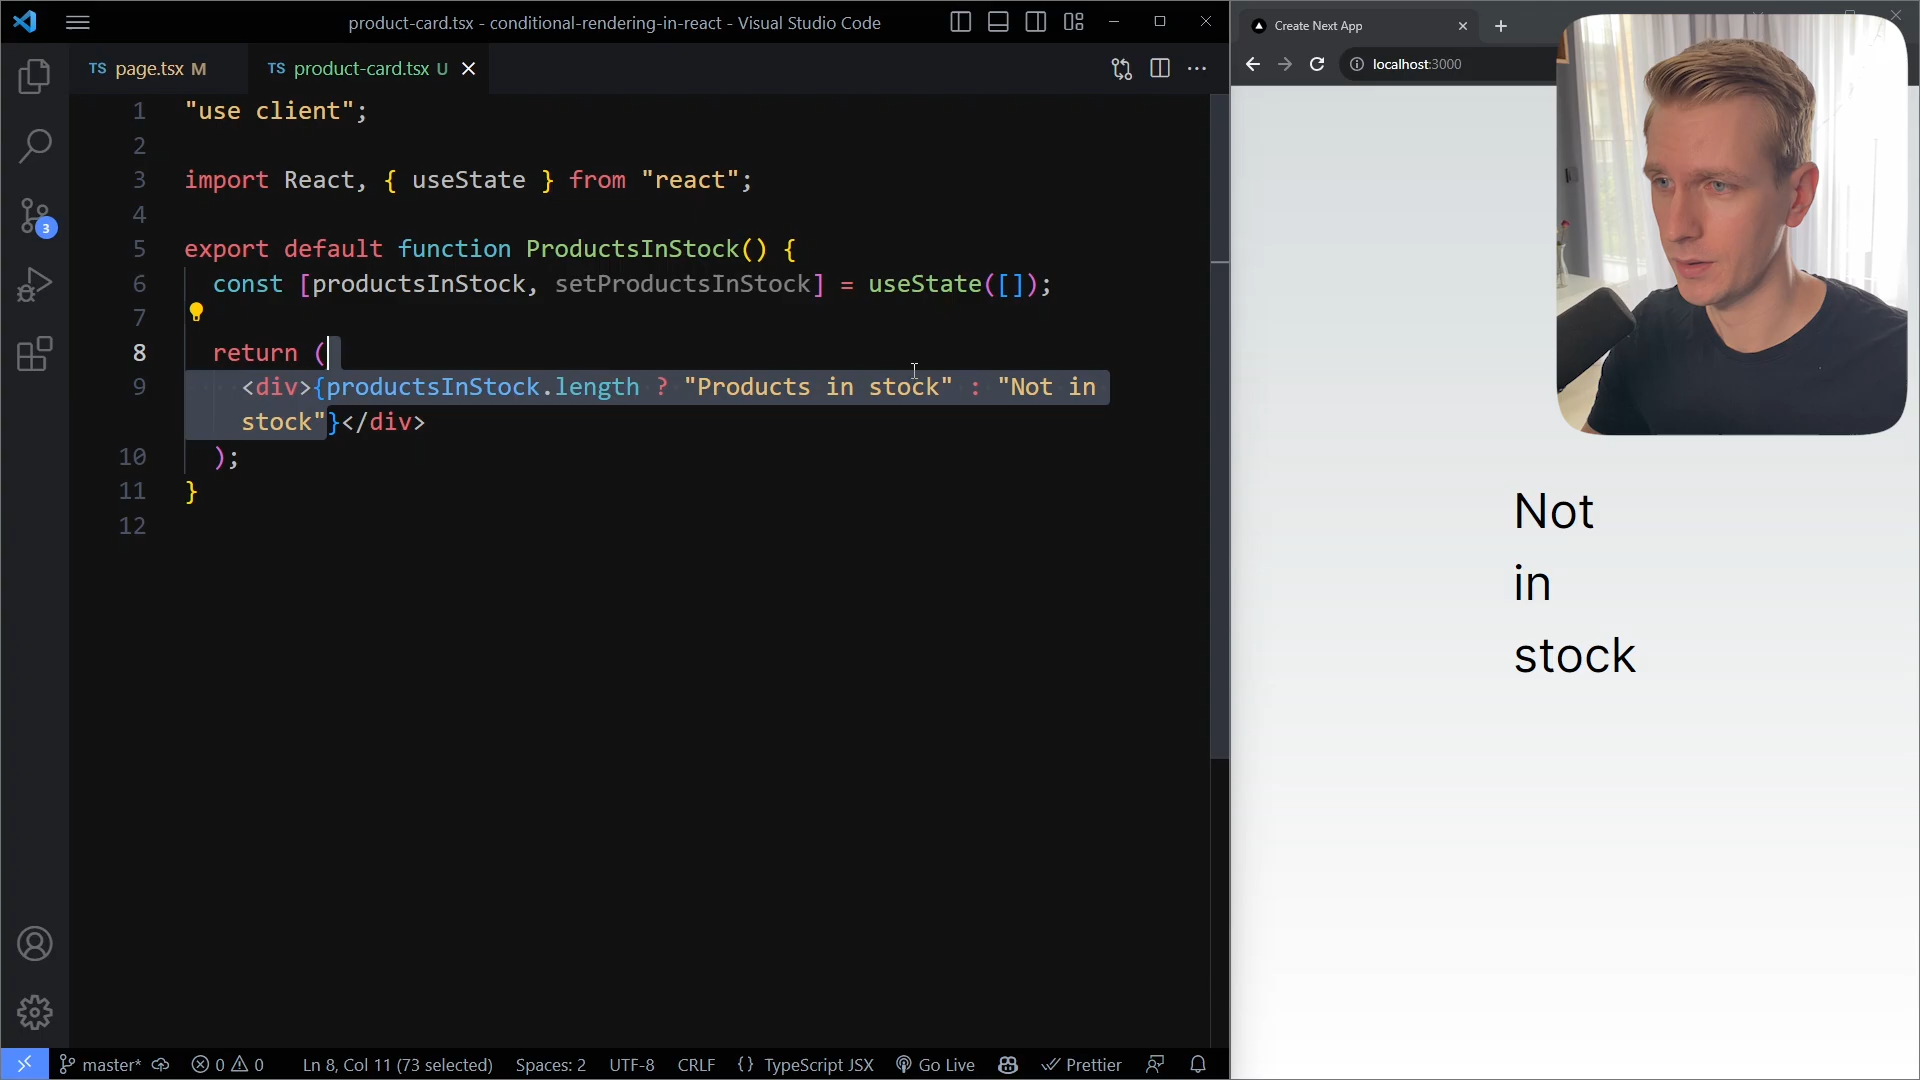 product-card.tsx - conditional-rendering-in-react - Visual Studio Code
TS page.tsx M
TS product-card.tsx U
1 "use client";
2
3 import React, { useState } from "react";
4
5 export default function ProductsInStock() {
6 const [productsInStock, setProductsInStock] = useState([]);
7
8 return (
9 <div>{productsInStock.length ? "Products in stock" : "Not in
stock"}</div>
10 );
11 }
12
3
master* 0 0 Ln 8, Col 11 (73 selected) Spaces: 2 UTF-8 CRLF {} TypeScript JSX Go Live Prettier
Create Next App
localhost:3000
Not
in
stock